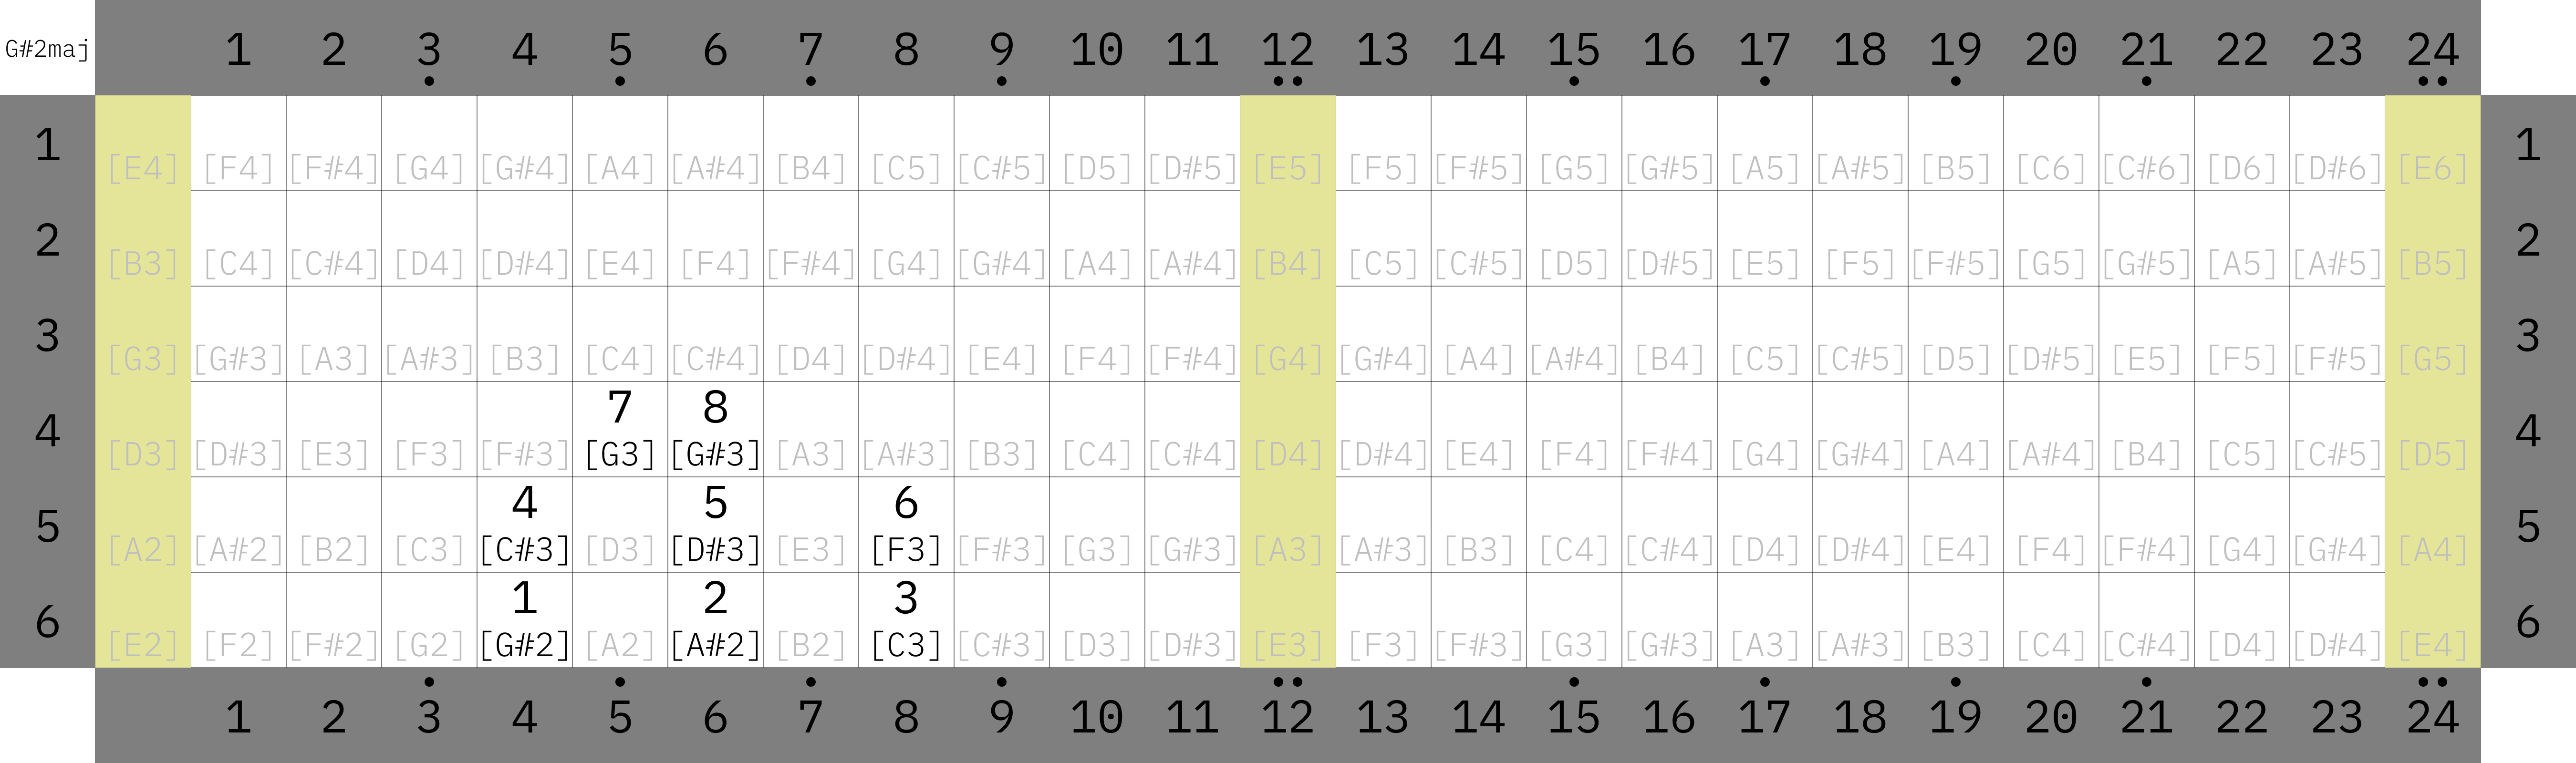 G#2maj 1 2 3 4 5 6 7 8 9 10 11 12 13 14 15 16 17 18 19 20 21 22 23 24
1 [E4] [F4] [F#4] [G4] [G#4] [A4] [A#4] [B4] [C5] [C#5] [D5] [D#5] [E5] [F5] [F#5] [G5] [G#5] [A5] [A#5] [B5] [C6] [C#6] [D6] [D#6] [E6] 1
2 [B3] [C4] [C#4] [D4] [D#4] [E4] [F4] [F#4] [G4] [G#4] [A4] [A#4] [B4] [C5] [C#5] [D5] [D#5] [E5] [F5] [F#5] [G5] [G#5] [A5] [A#5] [B5] 2
3 [G3] [G#3] [A3] [A#3] [B3] [C4] [C#4] [D4] [D#4] [E4] [F4] [F#4] [G4] [G#4] [A4] [A#4] [B4] [C5] [C#5] [D5] [D#5] [E5] [F5] [F#5] [G5] 3
7 8
4 [D3] [D#3] [E3] [F3] [F#3] [G3] [G#3] [A3] [A#3] [B3] [C4] [C#4] [D4] [D#4] [E4] [F4] [F#4] [G4] [G#4] [A4] [A#4] [B4] [C5] [C#5] [D5] 4
4 5 6
5 [A2] [A#2] [B2] [C3] [C#3] [D3] [D#3] [E3] [F3] [F#3] [G3] [G#3] [A3] [A#3] [B3] [C4] [C#4] [D4] [D#4] [E4] [F4] [F#4] [G4] [G#4] [A4] 5
1 2 3
6 [E2] [F2] [F#2] [G2] [G#2] [A2] [A#2] [B2] [C3] [C#3] [D3] [D#3] [E3] [F3] [F#3] [G3] [G#3] [A3] [A#3] [B3] [C4] [C#4] [D4] [D#4] [E4] 6
1 2 3 4 5 6 7 8 9 10 11 12 13 14 15 16 17 18 19 20 21 22 23 24